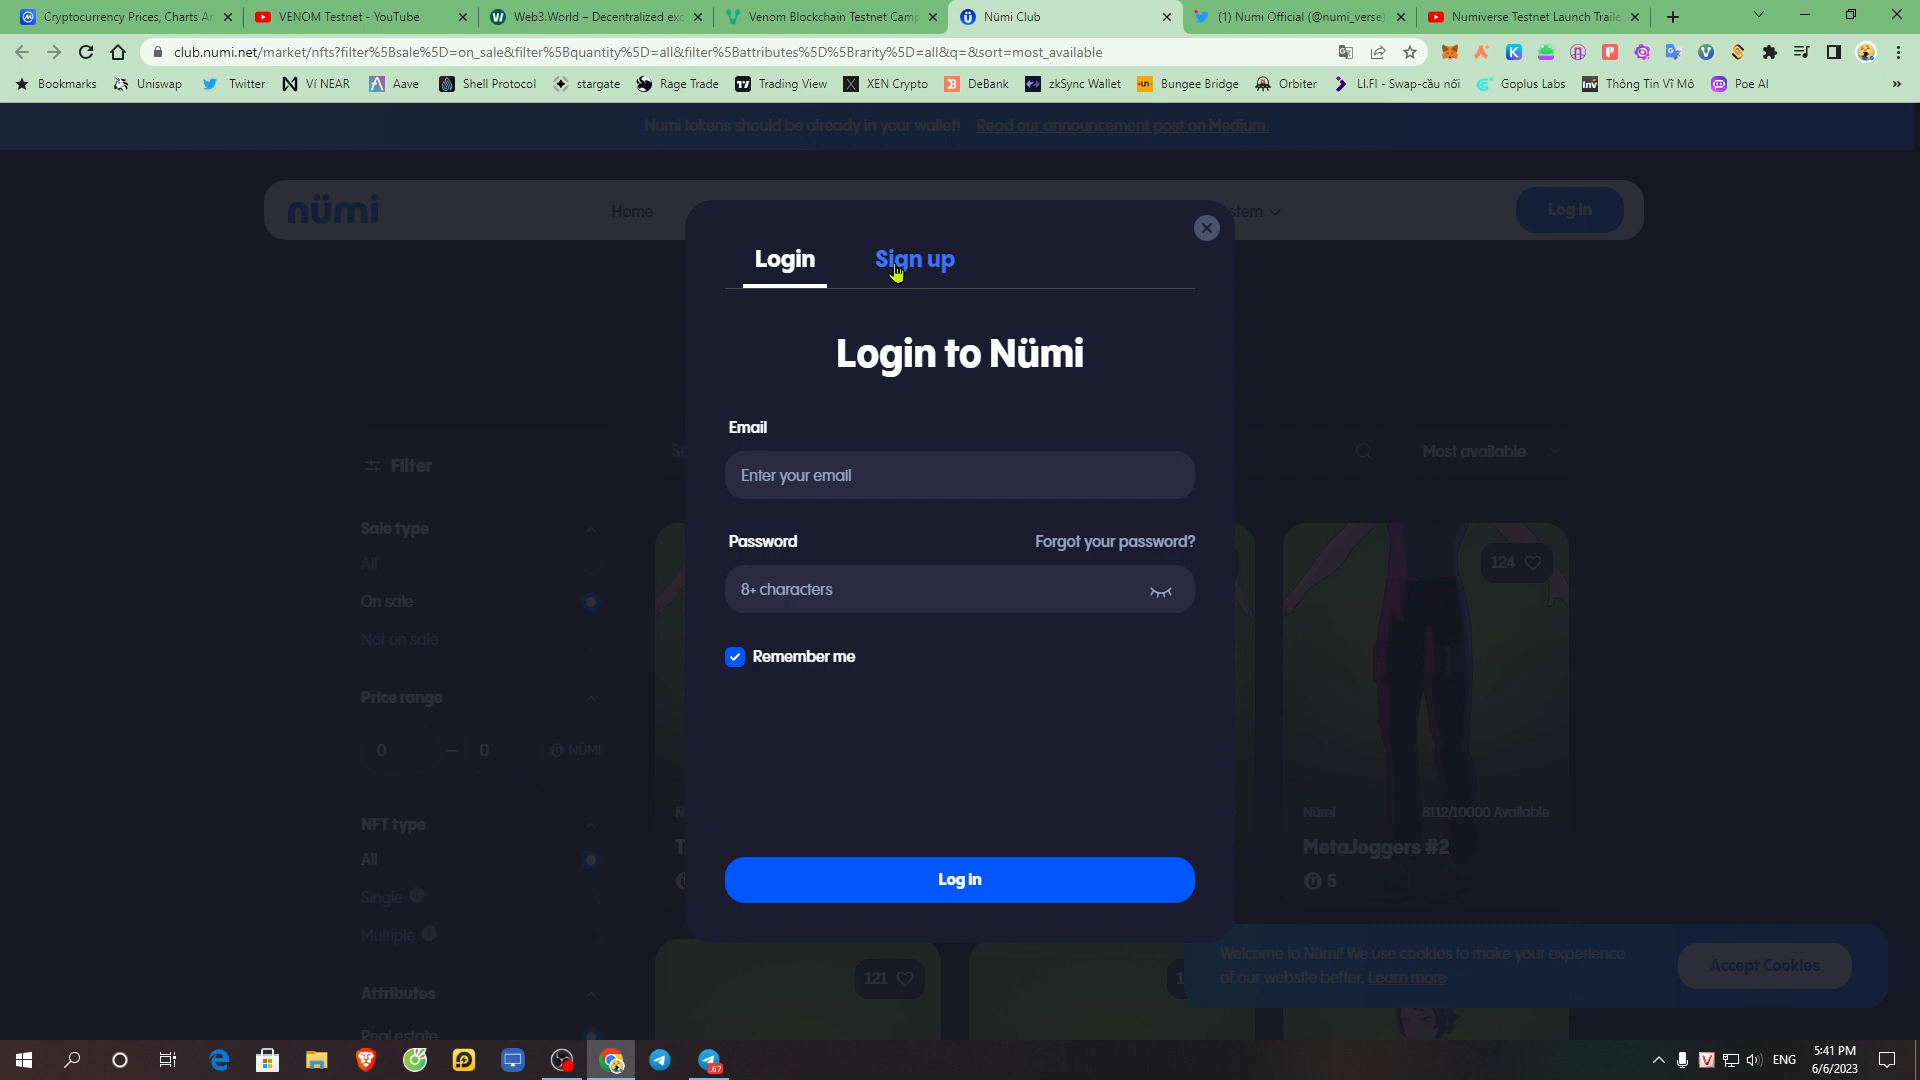 Cryptocurrency Prices, Charts Ar
VENOM Testnet - YouTube
Web3.World – Decentralized exc
Venom Blockchain Testnet Camp
Nümi Club
(1) Numi Official (@numi_verse)
Numiverse Testnet Launch Traile
club.numi.net/market/nfts?filter%5Bsale%5D=on_sale&filter%5Bquantity%5D=all&filter%5Battributes%5D%5Brarity%5D=all&q=&sort=most_available
Bookmarks
Uniswap
Twitter
Ví NEAR
Aave
Shell Protocol
stargate
Rage Trade
Trading View
XEN Crypto
DeBank
zkSync Wallet
Bungee Bridge
Orbiter
LI.FI - Swap-cầu nối
Goplus Labs
Thông Tin Vĩ Mô
Poe AI
Numi tokens should be already in your wallet! Read our announcement post on Medium.
nümi
Home
stem
Log in
Login
Sign up
Login to Nümi
Email
Enter your email
Password
Forgot your password?
8+ characters
Remember me
Log in
Filter
Most available
Sale type
All
On sale
Not on sale
Price range
0 – 0 NÜMI
NFT type
All
Single
Multiple
Attributes
Real estate
124
Nümi
8112/10000 Available
MetaJoggers #2
5
121
Welcome to Nümi! We use cookies to make your experience
of our website better. Learn more
Accept Cookies
67
ENG
5:41 PM
6/6/2023